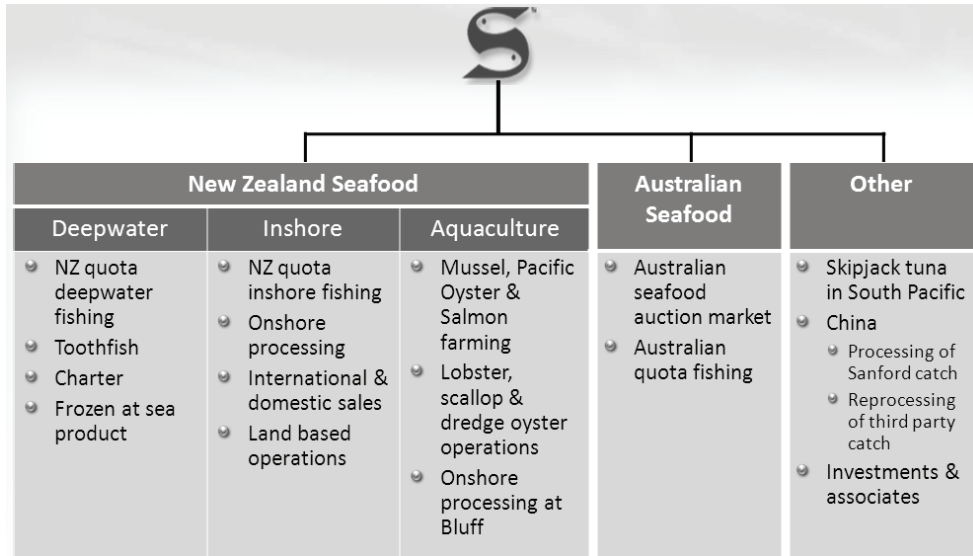 New Zealand Seafood
Deepwater
NZ quota
deepwater
fishing
Toothfish
Charter
Frozen at sea
product
Inshore
NZ quota
inshore fishing
Onshore
processing
International &
domestic sales
Land based
operations
Aquaculture
Mussel, Pacific
Oyster &
Salmon
farming
Lobster,
scallop &
dredge oyster
operations
Onshore
processing at
Bluff
Australian
Seafood
Australian
seafood
auction market
Australian
quota fishing
Other
Skipjack tuna
in South Pacific
China
Processing of
Sanford catch
Reprocessing
of third party
catch
Investments &
associates